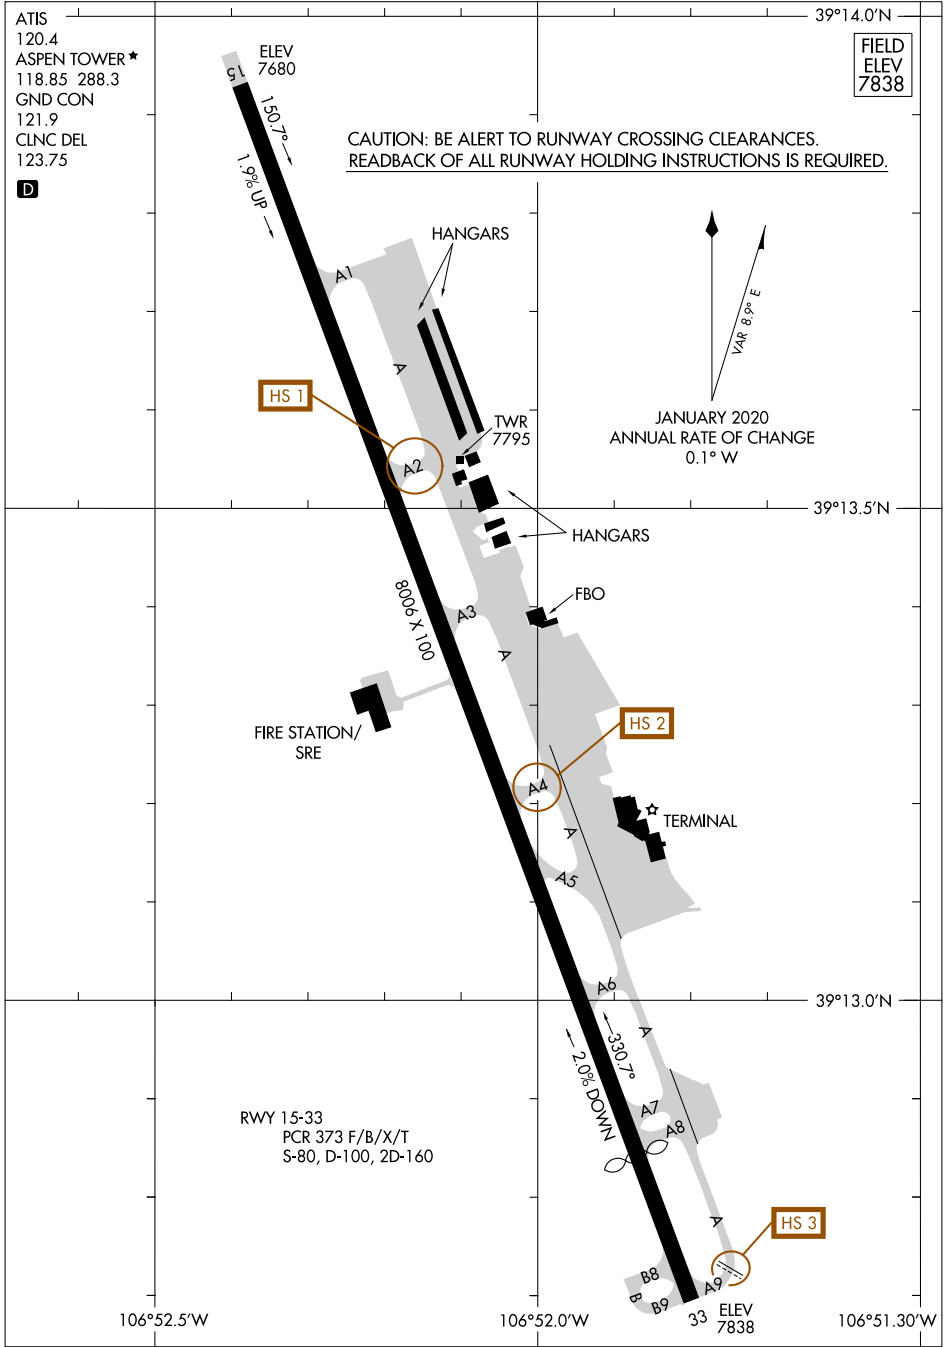 39°14.0'N
ATIS
120.4
ASPEN TOWER
118.85 288.3
GND CON
121.9
CLNC DEL
123.75
D
ELEV
7680
15
FIELD
ELEV
7838
150.7°
1.9% UP
CAUTION: BE ALERT TO RUNWAY CROSSING CLEARANCES.
READBACK OF ALL RUNWAY HOLDING INSTRUCTIONS IS REQUIRED.
HANGARS
A1
VAR 8.9° E
A
HS 1
JANUARY 2020
ANNUAL RATE OF CHANGE
0.1° W
TWR
7795
A2
39°13.5'N
HANGARS
8006 X 100
FBO
A3
A
FIRE STATION/
SRE
HS 2
A4
TERMINAL
A
A5
A6
39°13.0'N
A
330.7°
2.0% DOWN
RWY 15-33
PCR 373 F/B/X/T
S-80, D-100, 2D-160
A7
A8
A
HS 3
B8
B
B9
A9
33
ELEV
7838
106°52.5'W
106°52.0'W
106°51.30'W